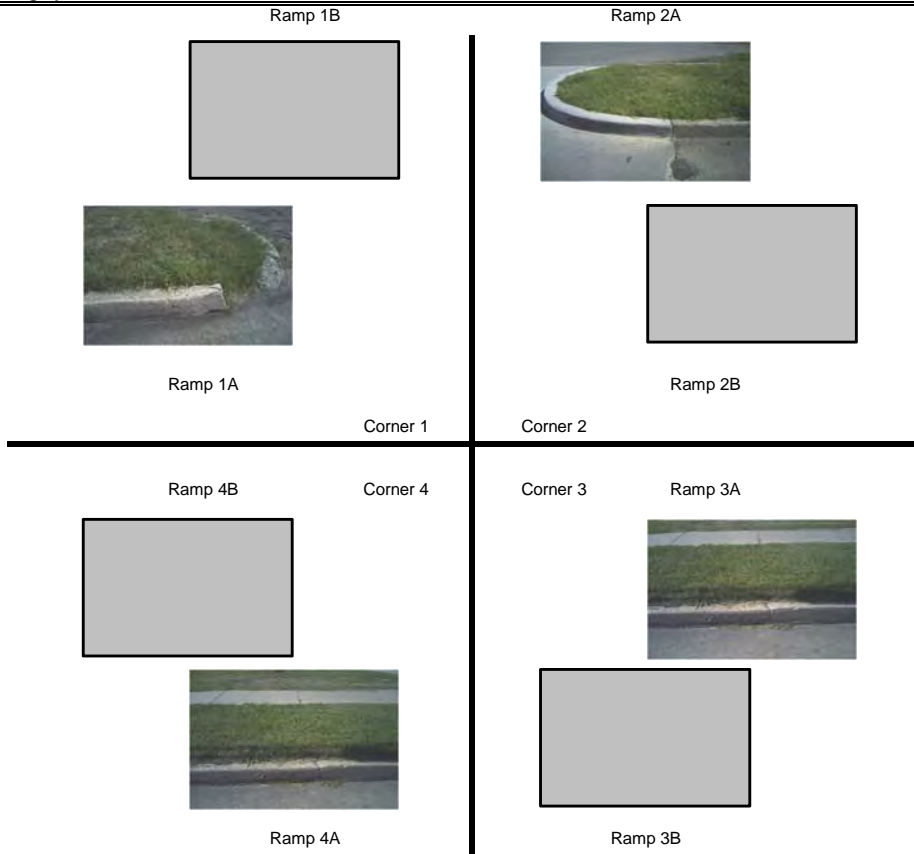 Ramp 1B Ramp 2A
Ramp 1A Ramp 2B
Corner 1 Corner 2
Ramp 4B Corner 4 Corner 3 Ramp 3A
Ramp 4A Ramp 3B